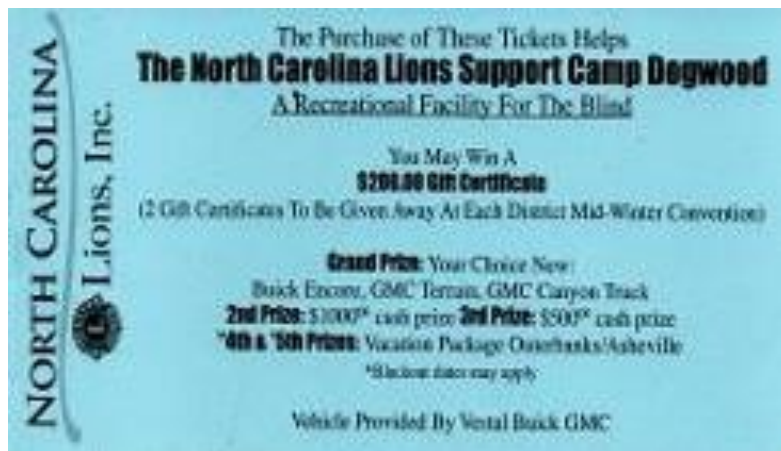 NORTH CAROLINA
Lions, Inc.
The Purchase of These Tickets Helps
The North Carolina Lions Support Camp Dogwood
A Recreational Facility For The Blind
You May Win A
$200.00 Gift Certificate
(2 Gift Certificates To Be Given Away At Each District Mid-Winter Convention)
Grand Prize: Your Choice New:
Buick Encore, GMC Terrain, GMC Canyon Truck
2nd Prize: $1000⁰⁰ cash prize 3rd Prize: $500⁰⁰ cash prize
*4th & *5th Prizes: Vacation Package Outerbanks/Asheville
*Blackout dates may apply
Vehicle Provided By Vestal Buick GMC